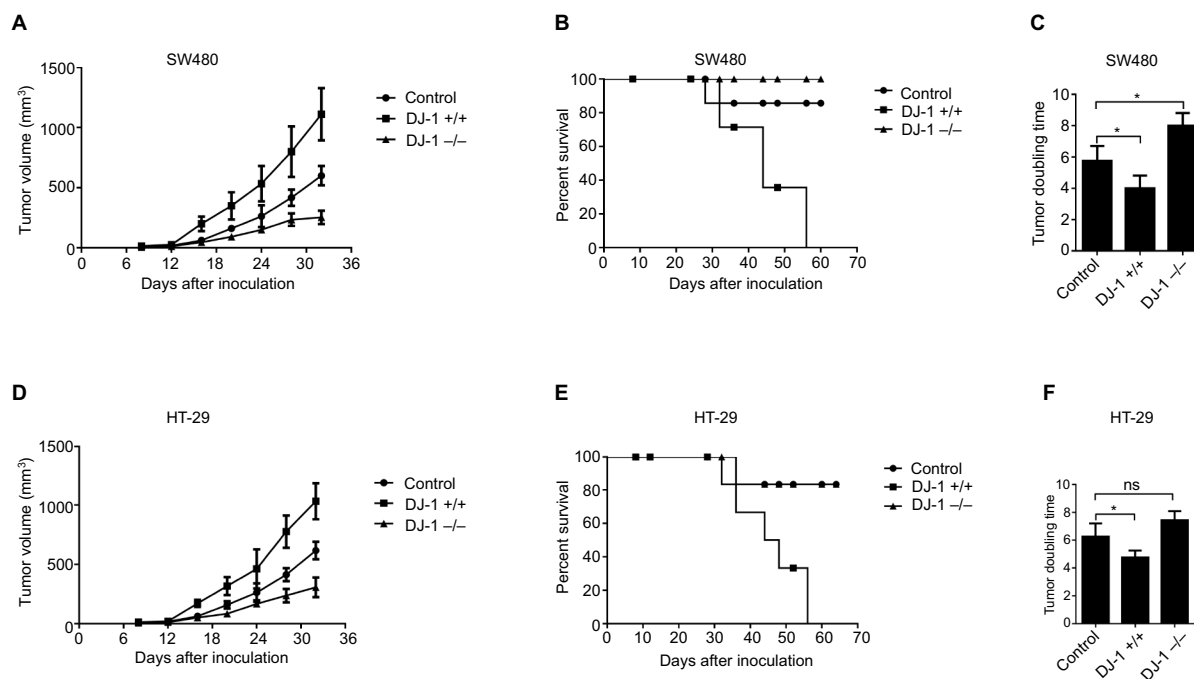 A
SW480
1500
1000
500
0
0 6 12 18 24 30 36
Tumor volume (mm³)
Days after inoculation
Control
DJ-1 +/+
DJ-1 –/–
B
SW480
100
80
60
40
20
0
0 10 20 30 40 50 60 70
Percent survival
Days after inoculation
Control
DJ-1 +/+
DJ-1 –/–
C
SW480
10
8
6
4
2
0
Tumor doubling time
*
*
Control
DJ-1 +/+
DJ-1 –/–
D
HT-29
1500
1000
500
0
0 6 12 18 24 30 36
Tumor volume (mm³)
Days after inoculation
Control
DJ-1 +/+
DJ-1 –/–
E
HT-29
100
80
60
40
20
0
0 10 20 30 40 50 60 70
Percent survival
Days after inoculation
Control
DJ-1 +/+
DJ-1 –/–
F
HT-29
10
8
6
4
2
0
Tumor doubling time
ns
*
Control
DJ-1 +/+
DJ-1 –/–